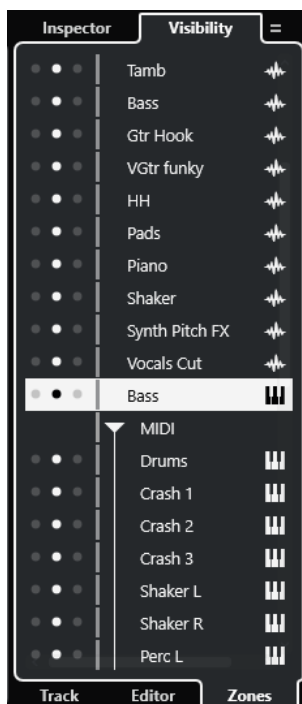 Inspector Visibility
Tamb
Bass
Gtr Hook
VGtr funky
HH
Pads
Piano
Shaker
Synth Pitch FX
Vocals Cut
Bass
MIDI
Drums
Crash 1
Crash 2
Crash 3
Shaker L
Shaker R
Perc L
Track Editor Zones